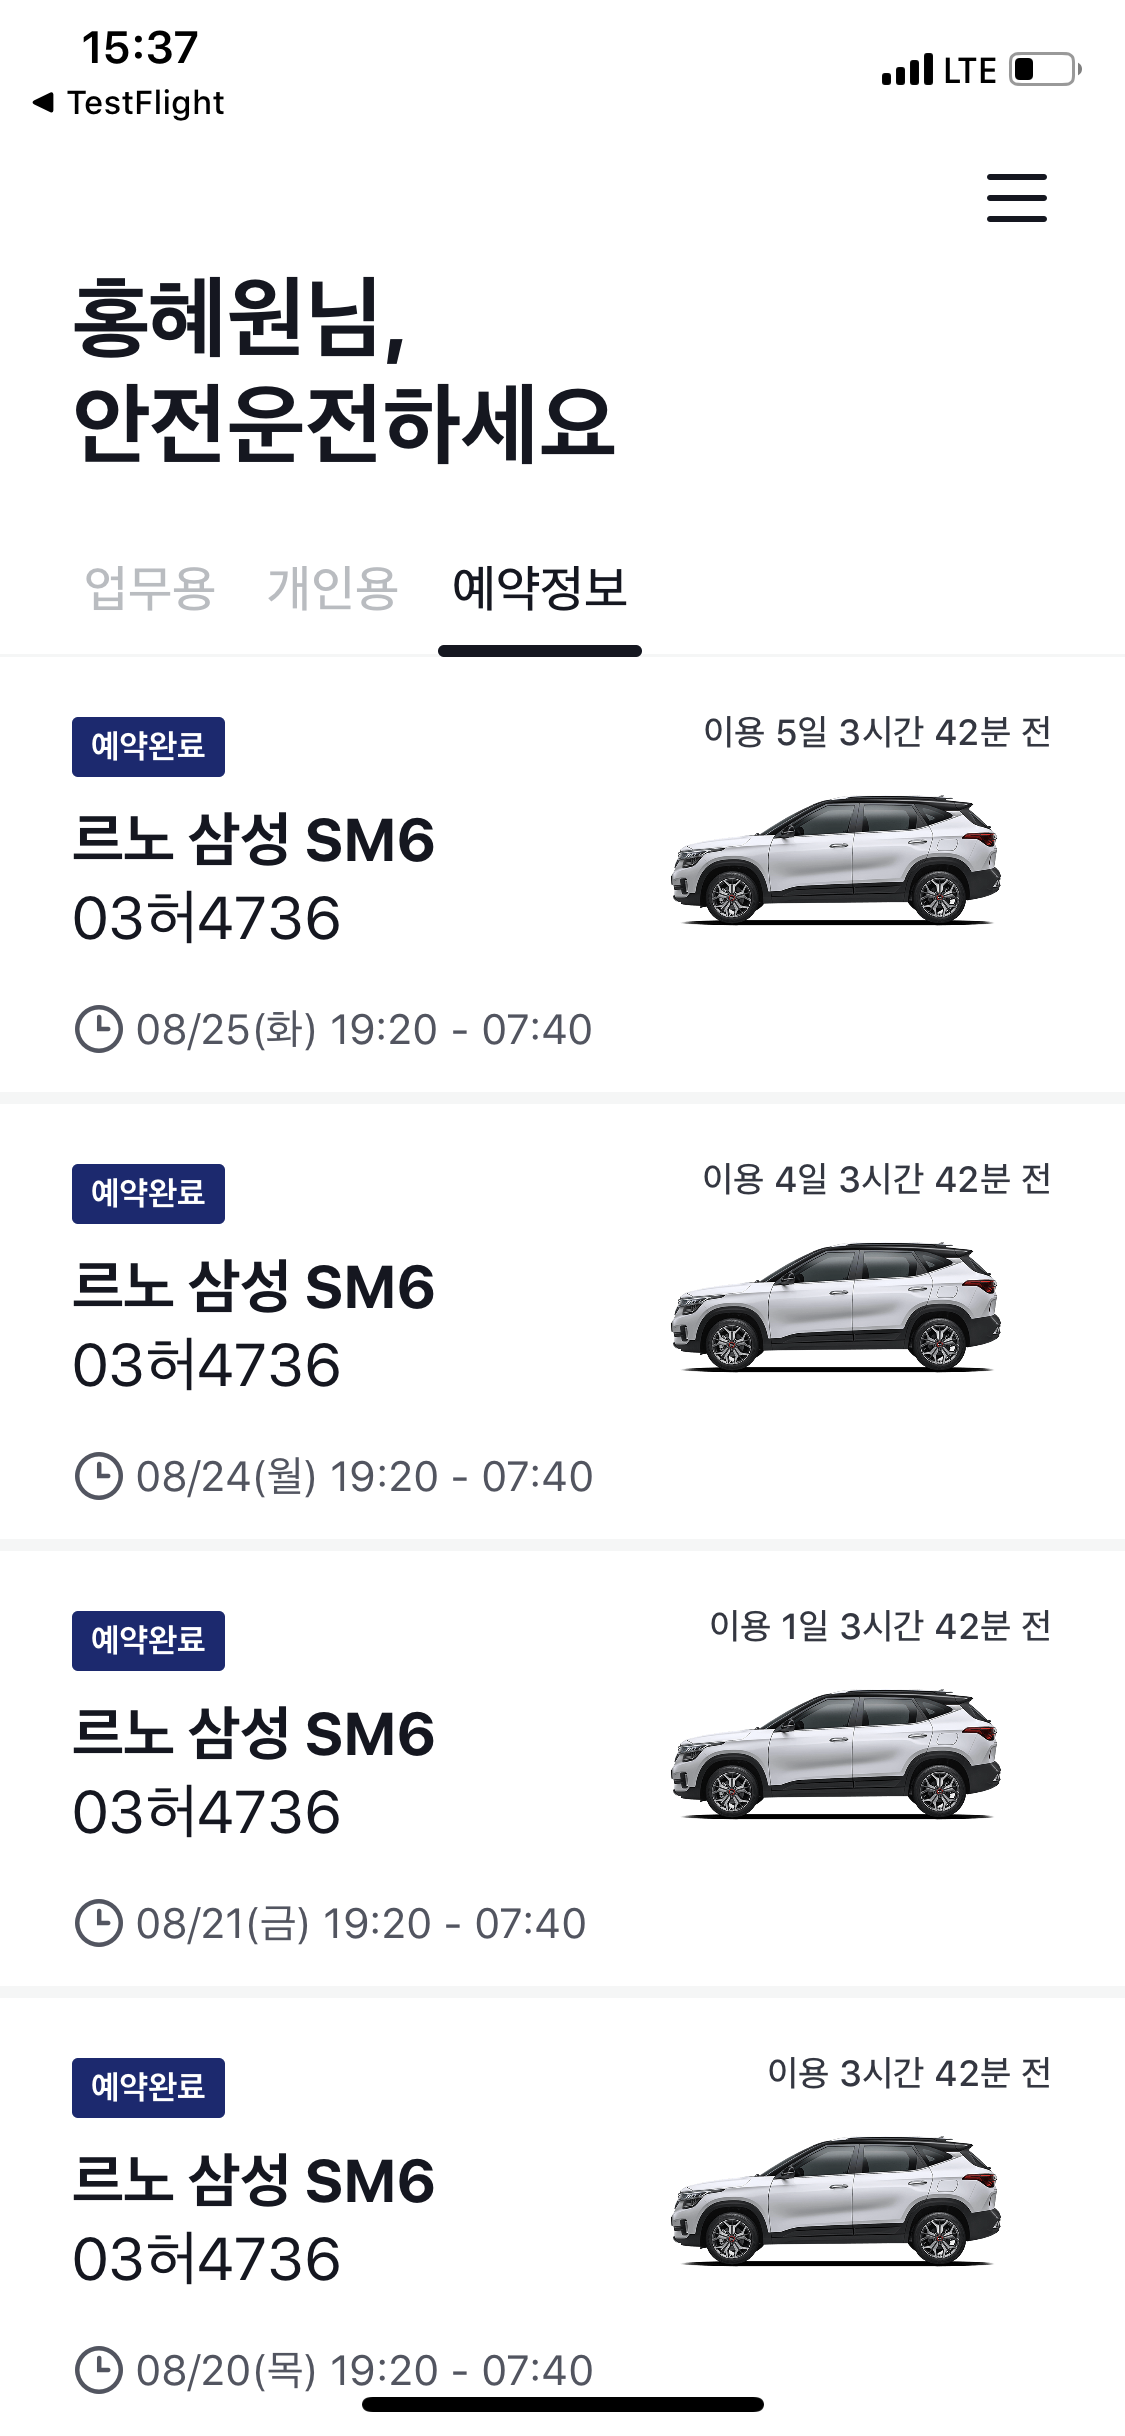 15:37
LTE
◀ TestFlight
홍혜원님,
안전운전하세요
업무용 개인용 예약정보
예약완료
이용 5일 3시간 42분 전
르노 삼성 SM6
03허4736
08/25(화) 19:20 - 07:40
예약완료
이용 4일 3시간 42분 전
르노 삼성 SM6
03허4736
08/24(월) 19:20 - 07:40
예약완료
이용 1일 3시간 42분 전
르노 삼성 SM6
03허4736
08/21(금) 19:20 - 07:40
예약완료
이용 3시간 42분 전
르노 삼성 SM6
03허4736
08/20(목) 19:20 - 07:40